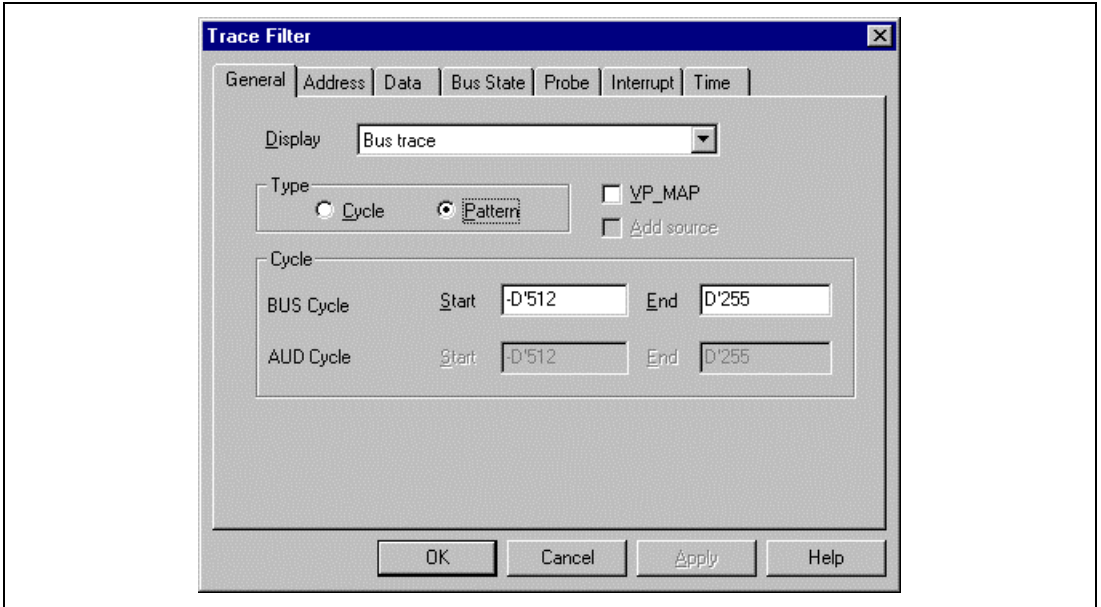 Trace Filter
General Address Data Bus State Probe Interrupt Time
Display Bus trace
Type
Cycle Pattern VP_MAP
Add source
Cycle
BUS Cycle Start -D'512 End D'255
AUD Cycle Start -D'512 End D'255
OK Cancel Apply Help